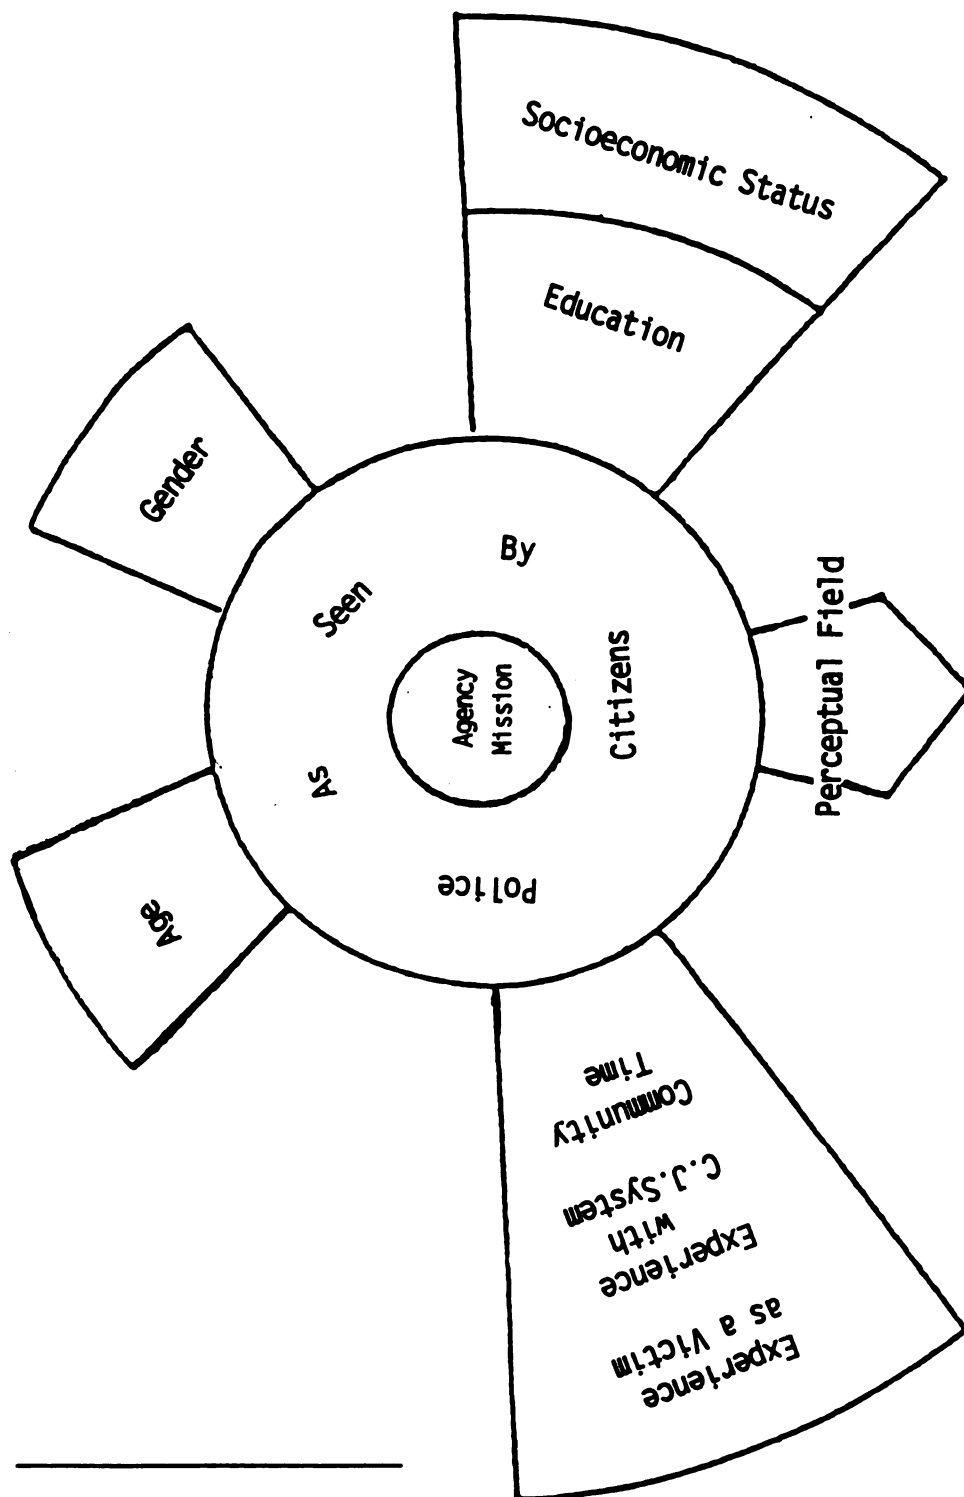 Socioeconomic Status
Education
Gender
Perceptual Field
By
Seen
Citizens
Agency
Mission
As
Police
Age
Time
Community
C.J.System
with
Experience
as a Victim
Experience